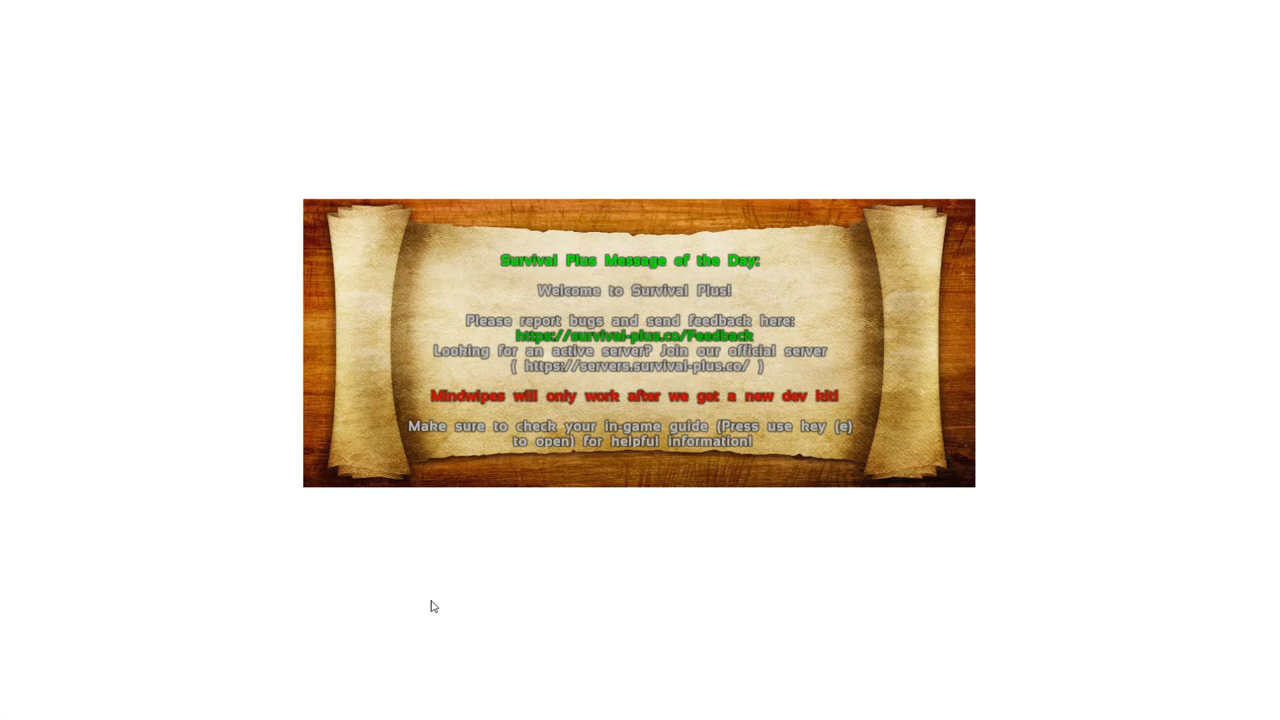 Survival Plus Message of the Day:
Welcome to Survival Plus!
Please report bugs and send feedback here:
https://survival-plus.co/Feedback
Looking for an active server? Join our official server
( https://servers.survival-plus.co/ )
Mindwipes will only work after we get a new dev kit!
Make sure to check your in-game guide (Press use key (e)
to open) for helpful information!